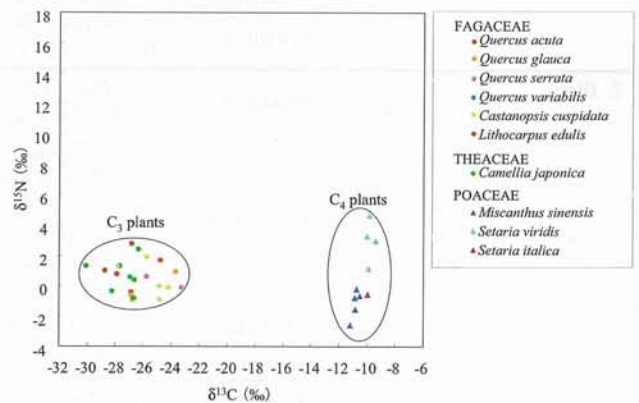 18
16
14
12
10
8
6
4
2
0
-2
-4
δ¹⁵N (‰)
C₃ plants
C₄ plants
-32 -30 -28 -26 -24 -22 -20 -18 -16 -14 -12 -10 -8 -6
δ¹³C (‰)
FAGACEAE
Quercus acuta
Quercus glauca
Quercus serrata
Quercus variabilis
Castanopsis cuspidata
Lithocarpus edulis
THEACEAE
Camellia japonica
POACEAE
Miscanthus sinensis
Setaria viridis
Setaria italica